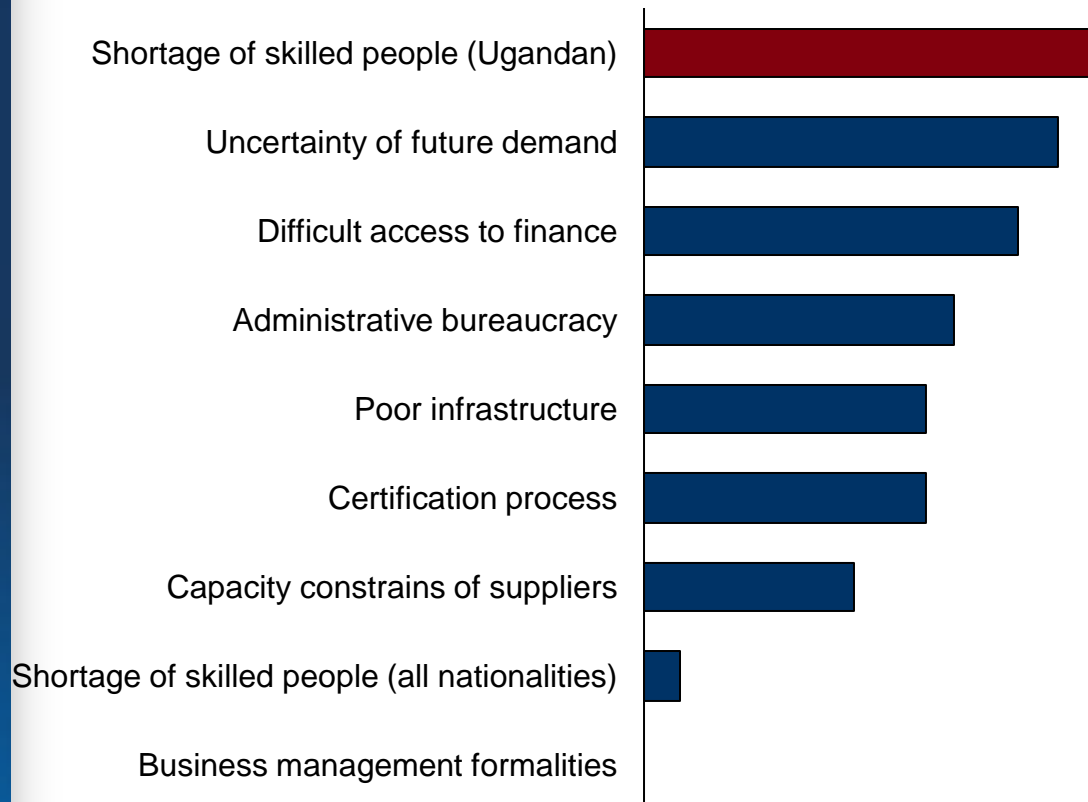 Shortage of skilled people (Ugandan)
Uncertainty of future demand
Difficult access to finance
Administrative bureaucracy
Poor infrastructure
Certification process
Capacity constrains of suppliers
Shortage of skilled people (all nationalities)
Business management formalities